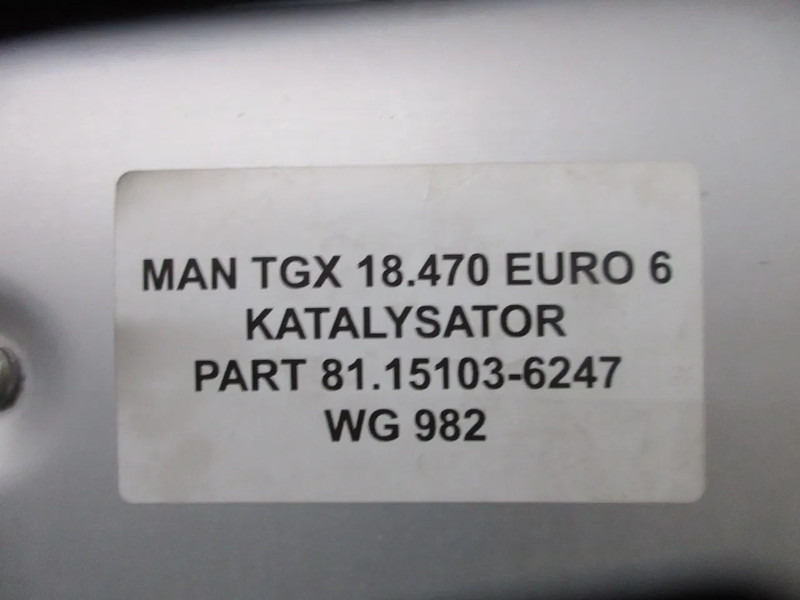 MAN TGX 18.470 EURO 6
KATALYSATOR
PART 81.15103-6247
WG 982